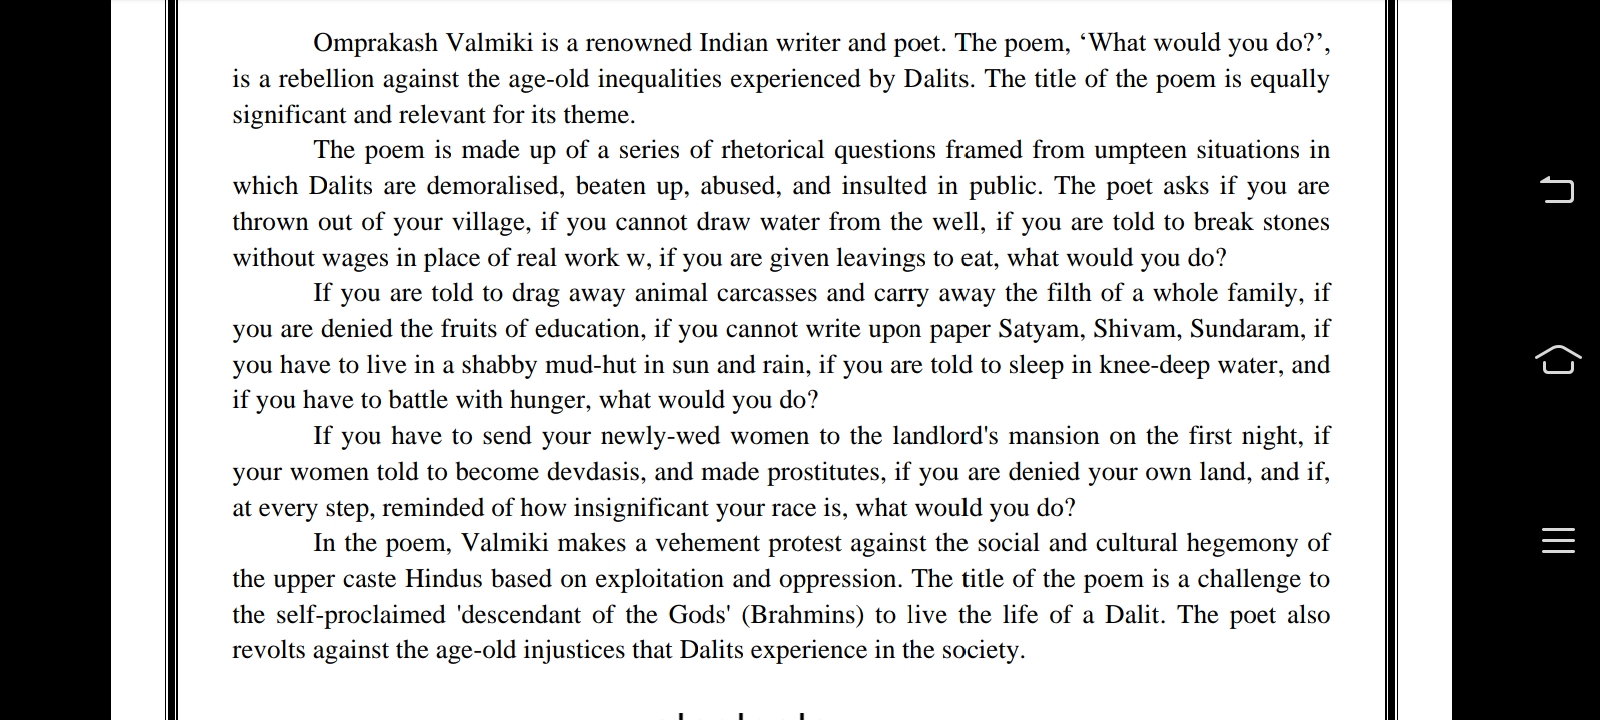 Omprakash Valmiki is a renowned Indian writer and poet. The poem, ‘What would you do?’,
is a rebellion against the age-old inequalities experienced by Dalits. The title of the poem is equally
significant and relevant for its theme.
The poem is made up of a series of rhetorical questions framed from umpteen situations in
which Dalits are demoralised, beaten up, abused, and insulted in public. The poet asks if you are
thrown out of your village, if you cannot draw water from the well, if you are told to break stones
without wages in place of real work w, if you are given leavings to eat, what would you do?
If you are told to drag away animal carcasses and carry away the filth of a whole family, if
you are denied the fruits of education, if you cannot write upon paper Satyam, Shivam, Sundaram, if
you have to live in a shabby mud-hut in sun and rain, if you are told to sleep in knee-deep water, and
if you have to battle with hunger, what would you do?
If you have to send your newly-wed women to the landlord's mansion on the first night, if
your women told to become devdasis, and made prostitutes, if you are denied your own land, and if,
at every step, reminded of how insignificant your race is, what would you do?
In the poem, Valmiki makes a vehement protest against the social and cultural hegemony of
the upper caste Hindus based on exploitation and oppression. The title of the poem is a challenge to
the self-proclaimed 'descendant of the Gods' (Brahmins) to live the life of a Dalit. The poet also
revolts against the age-old injustices that Dalits experience in the society.